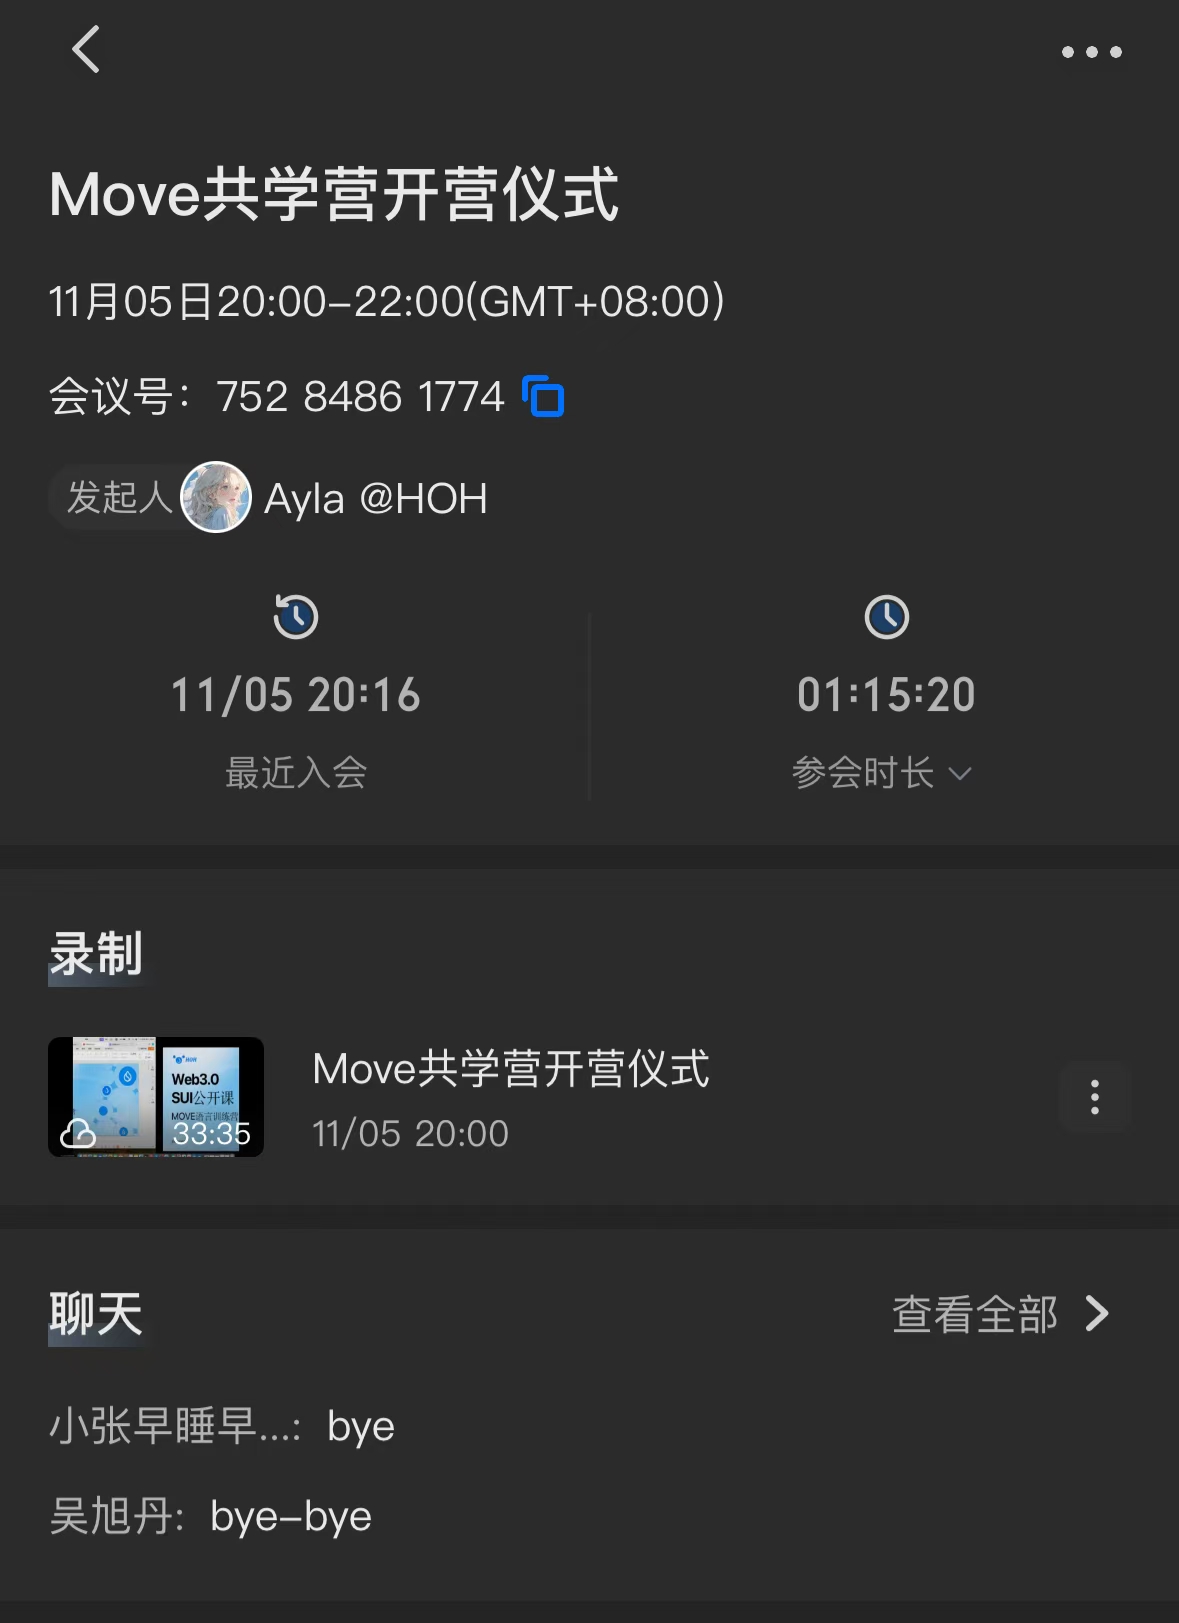 Move共学营开营仪式
11月05日20:00-22:00(GMT+08:00)
会议号：752 8486 1774
发起人 Ayla @HOH
11/05 20:16
最近入会
01:15:20
参会时长
录制
HOH
Web3.0
SUI公开课
MOVE语言训练营
33:35
Move共学营开营仪式
11/05 20:00
聊天
查看全部
小张早睡早...: bye
吴旭丹: bye-bye